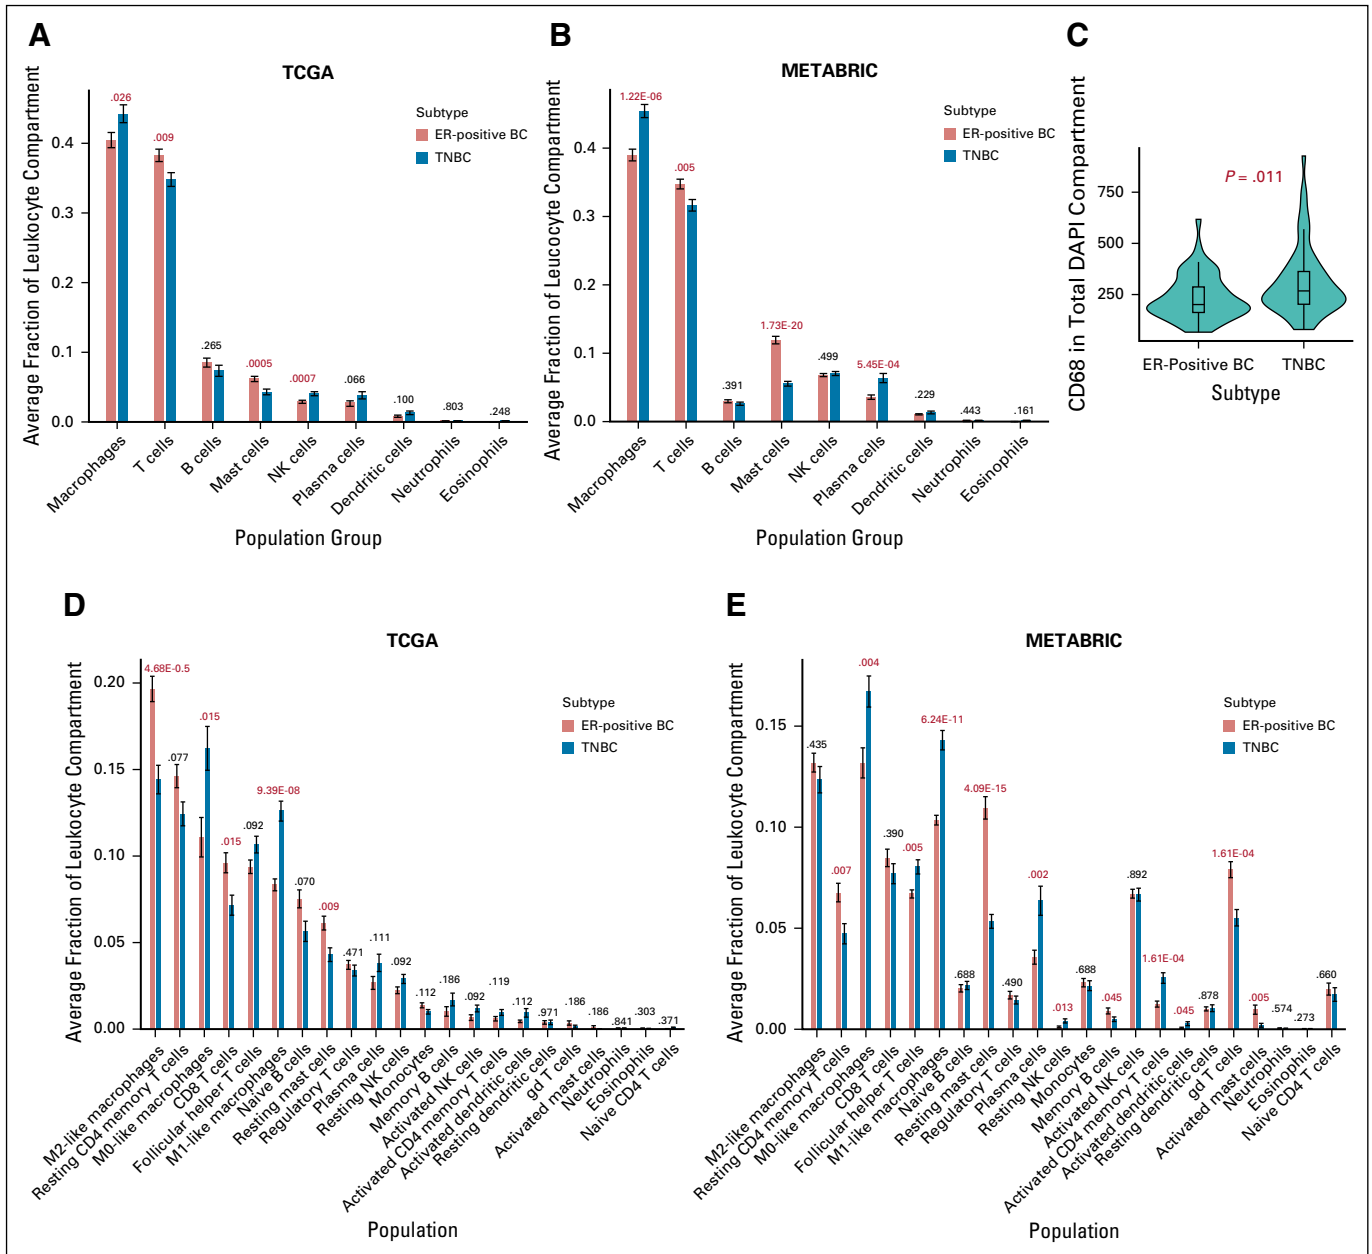 A
TCGA
Average Fraction of Leukocyte Compartment
0.4
0.3
0.2
0.1
0.0
.026
.009
.265
.0005
.0007
.066
.100
.803
.248
Subtype
ER-positive BC
TNBC
Macrophages
T cells
B cells
Mast cells
NK cells
Plasma cells
Dendritic cells
Neutrophils
Eosinophils
Population Group
B
METABRIC
Average Fraction of Leucocyte Compartment
0.4
0.3
0.2
0.1
0.0
1.22E-06
.005
.391
1.73E-20
.499
5.45E-04
.229
.443
.161
Subtype
ER-positive BC
TNBC
Macrophages
T cells
B cells
Mast cells
NK cells
Plasma cells
Dendritic cells
Neutrophils
Eosinophils
Population Group
C
CD68 in Total DAPI Compartment
750
500
250
P = .011
ER-Positive BC
TNBC
Subtype
D
TCGA
Average Fraction of Leukocyte Compartment
0.20
0.15
0.10
0.05
0.00
4.68E-0.5
.077
.015
.015
.092
9.39E-08
.070
.009
.471
.111
.092
.112
.186
.092
.119
.112
.971
.186
.186
.841
.303
.371
Subtype
ER-positive BC
TNBC
M2-like macrophages
Resting CD4 memory T cells
M0-like macrophages
CD8 T cells
Follicular helper T cells
M1-like macrophages
Naive B cells
Resting mast cells
Regulatory T cells
Plasma cells
Resting NK cells
Monocytes
Memory B cells
Activated NK cells
Activated CD4 memory T cells
Activated dendritic cells
Resting dendritic cells
gd T cells
Activated mast cells
Neutrophils
Eosinophils
Naive CD4 T cells
Population
E
METABRIC
Average Fraction of Leukocyte Compartment
0.15
0.10
0.05
0.00
.435
.007
.004
.390
.005
6.24E-11
.688
4.09E-15
.490
.002
.013
.688
.045
.892
1.61E-04
.045
.878
1.61E-04
.005
.574
.273
.660
Subtype
ER-positive BC
TNBC
M2-like macrophages
Resting CD4 memory T cells
M0-like macrophages
CD8 T cells
Follicular helper T cells
M1-like macrophages
Naive B cells
Resting mast cells
Regulatory T cells
Plasma cells
Resting NK cells
Monocytes
Memory B cells
Activated NK cells
Activated CD4 memory T cells
Activated dendritic cells
Resting dendritic cells
gd T cells
Activated mast cells
Neutrophils
Eosinophils
Naive CD4 T cells
Population